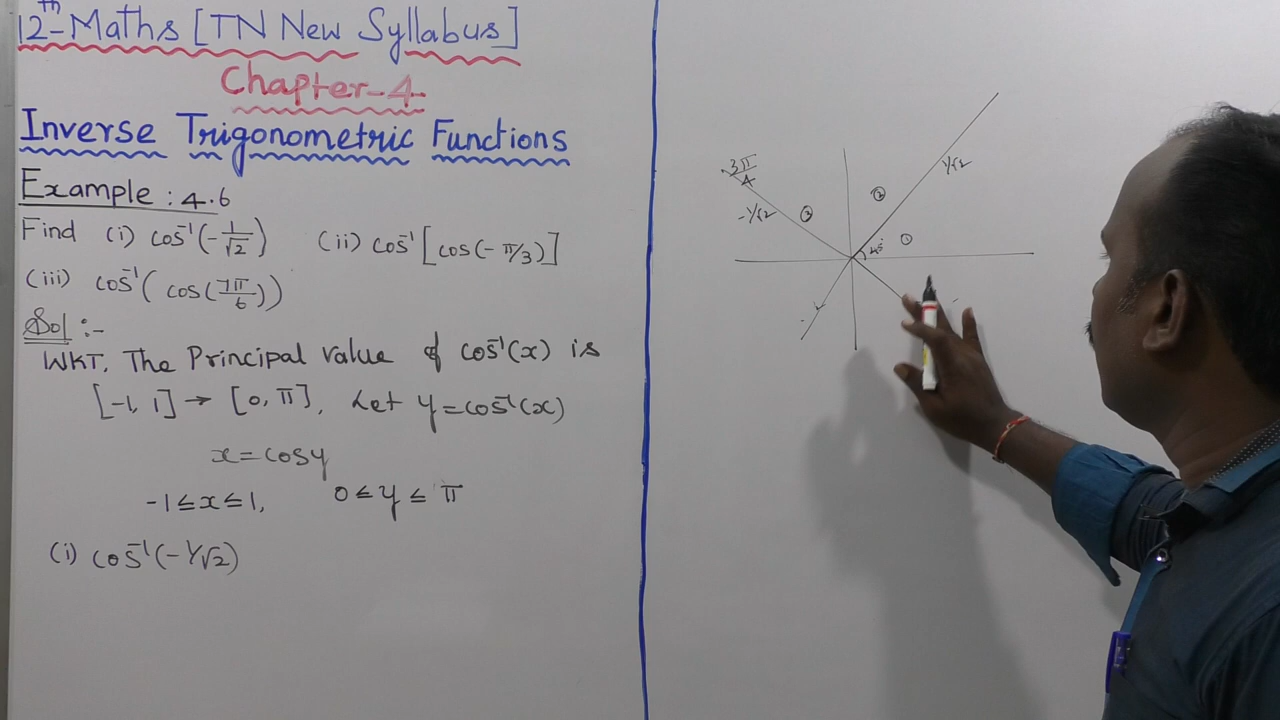 12th-Maths [TN New Syllabus]
Chapter-4
Inverse Trigonometric Functions
Example : 4.6
Find (i) cos⁻¹(-1/√2) (ii) cos⁻¹[cos(-π/3)]
(iii) cos⁻¹(cos(7π/6))
Sol :-
WKT, The Principal value of cos⁻¹(x) is
[-1, 1] → [0, π], Let y=cos⁻¹(x)
x=cosy
-1≤x≤1, 0≤y≤π
(i) cos⁻¹(-1/√2)
3π/4
-1/√2
1/√2
45°